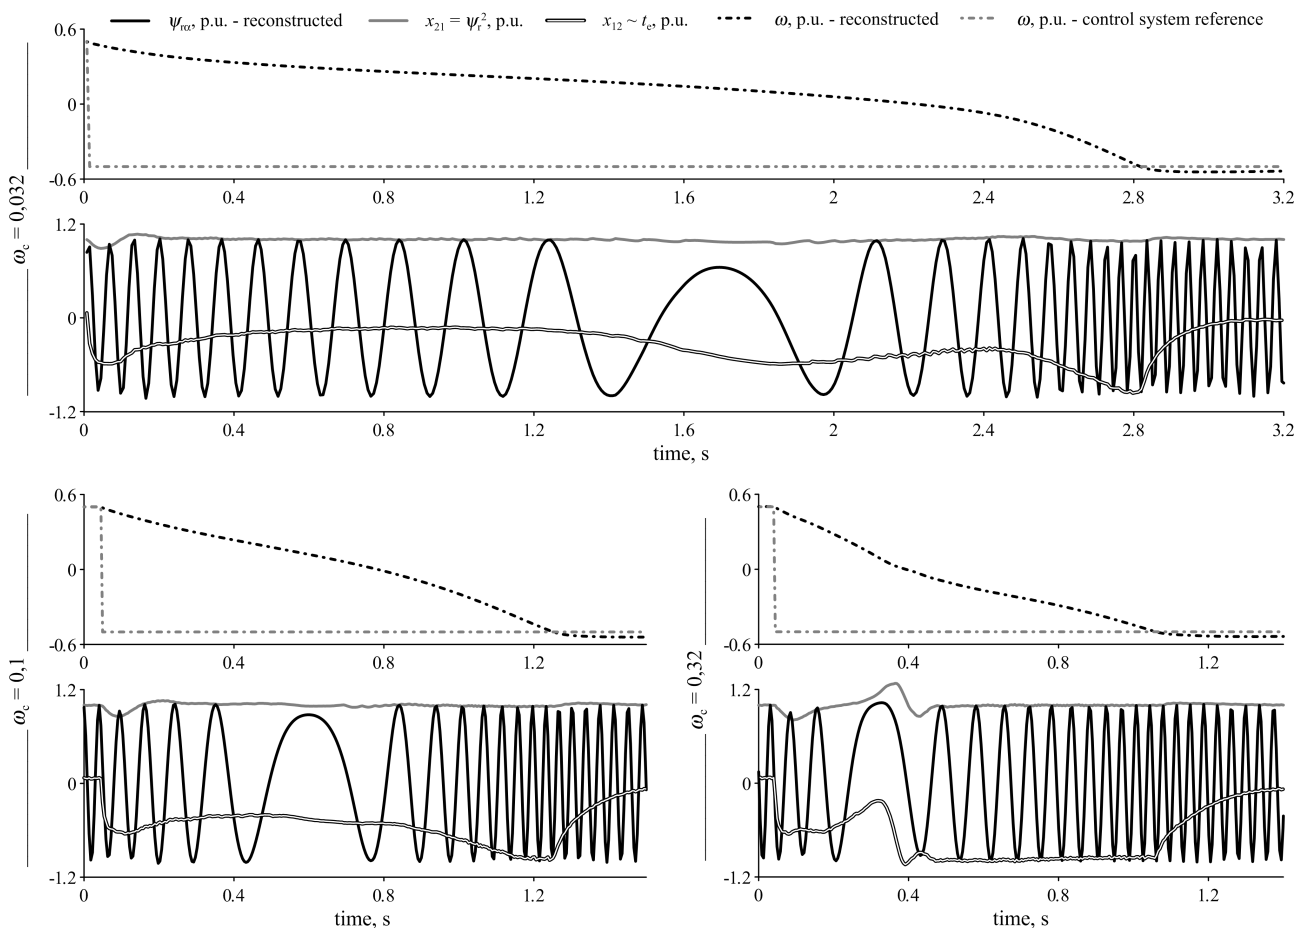 ψrα, p.u. - reconstructed x21 = ψr², p.u. x12 ~ te, p.u. ω, p.u. - reconstructed ω, p.u. - control system reference
ωc = 0,032
0.6
0
-0.6
0 0.4 0.8 1.2 1.6 2 2.4 2.8 3.2
1.2
0
-1.2
0 0.4 0.8 1.2 1.6 2 2.4 2.8 3.2
time, s
ωc = 0,1
0.6
0
-0.6
0 0.4 0.8 1.2
1.2
0
-1.2
0 0.4 0.8 1.2
time, s
ωc = 0,32
0.6
0
-0.6
0 0.4 0.8 1.2
1.2
0
-1.2
0 0.4 0.8 1.2
time, s